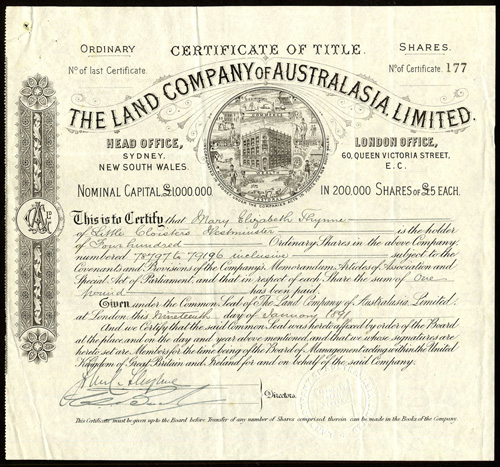 ORDINARY CERTIFICATE OF TITLE. SHARES.
No. of last Certificate. No. of Certificate. 177
THE LAND COMPANY OF AUSTRALASIA, LIMITED.
HEAD OFFICE,
SYDNEY,
NEW SOUTH WALES.
LONDON OFFICE,
60, QUEEN VICTORIA STREET,
E.C.
NOMINAL CAPITAL, £1,000,000. IN 200,000 SHARES OF £5 EACH.
This is to Certify that Mary Elizabeth Thynne
of Little Cloisters Westminster is the holder
of Four hundred Ordinary Shares in the above Company:
numbered to inclusive subject to the
Covenants and Provisions of the Company's Memorandum, Articles of Association and
Special Act of Parliament, and that in respect of each Share the sum of One
pound has been paid.
Given under the Common Seal of The Land Company of Australasia, Limited,
at London, this Nineteenth day of January 1891
And we Certify that the said Common Seal was hereto affixed by order of the Board
at the place, and on the day and year above mentioned, and that we, whose signatures are
hereto set, are Members for the time being of the Board of Management acting within the United
Kingdom of Great Britain and Ireland for and on behalf of the said Company.
Directors.
This Certificate must be given up to the Board before Transfer of any number of Shares comprised therein can be made in the Books of the Company.